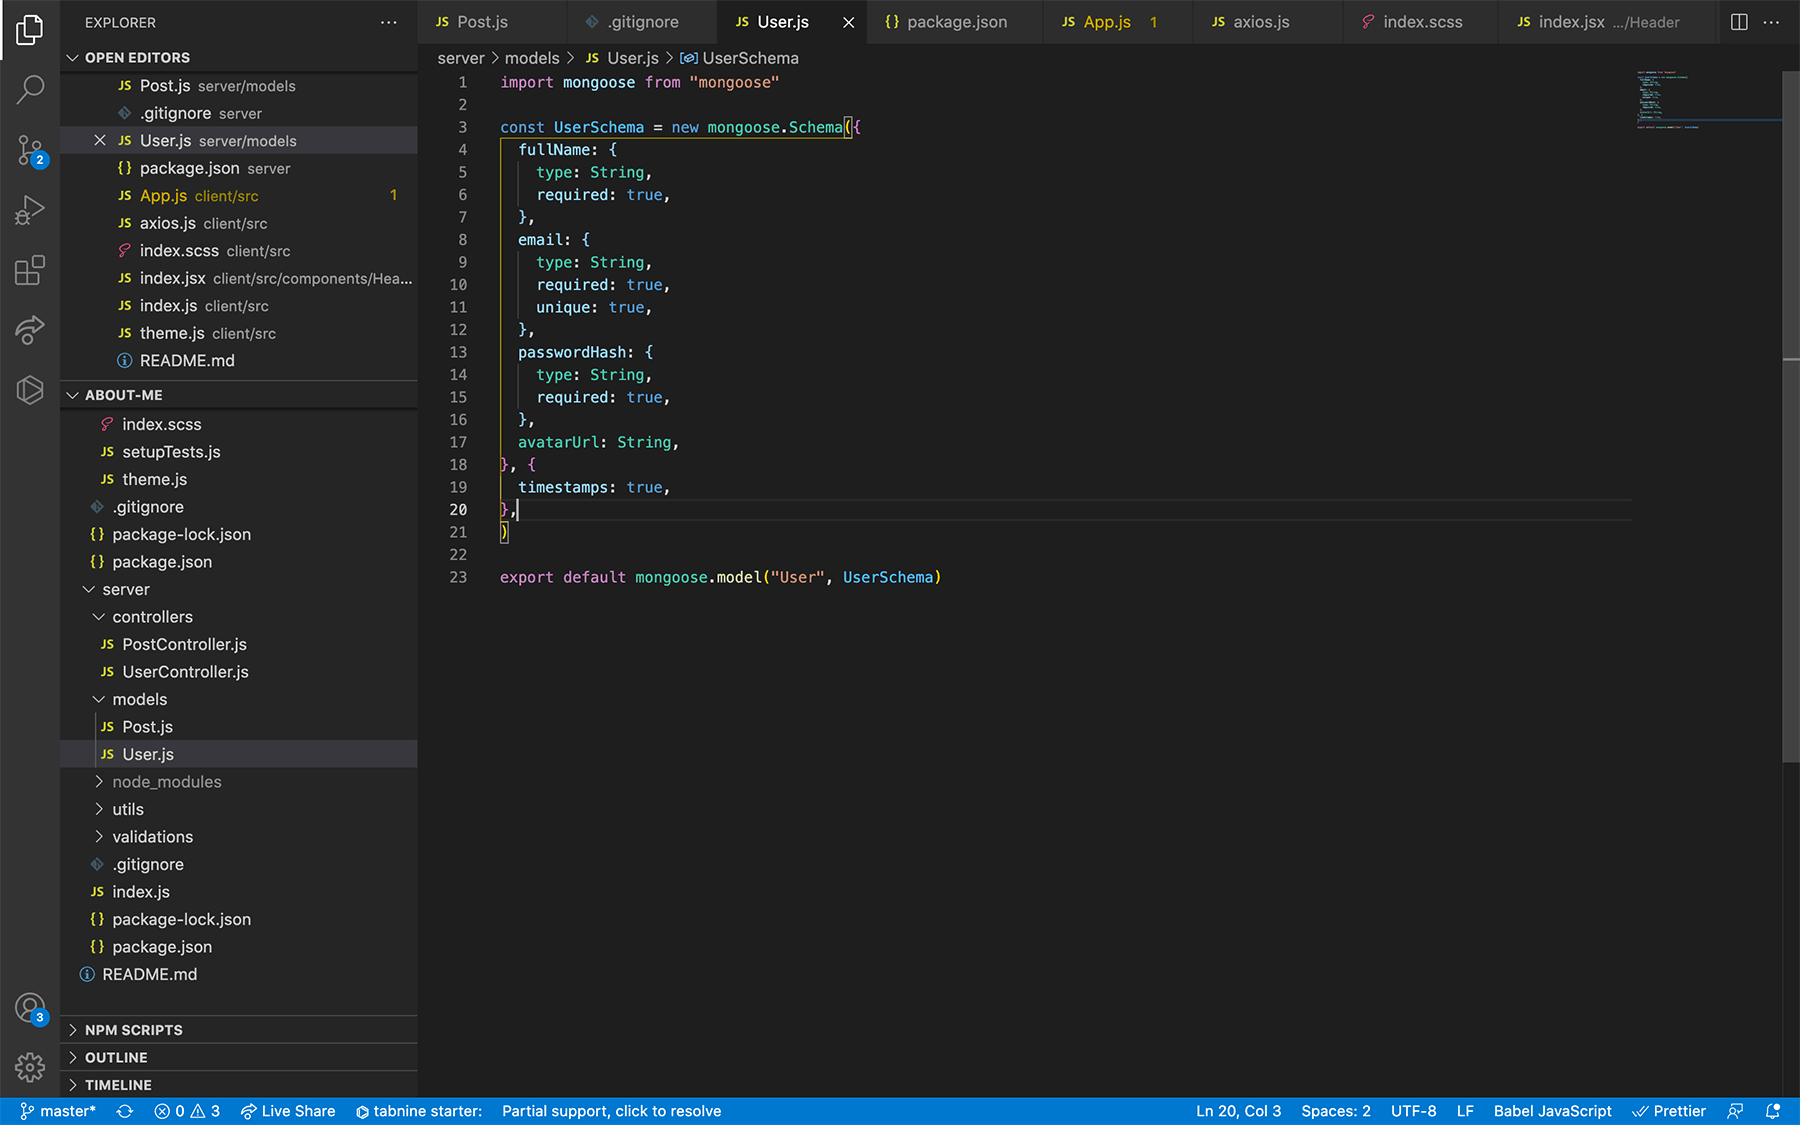 EXPLORER
OPEN EDITORS
JS Post.js server/models
.gitignore server
JS User.js server/models
{} package.json server
JS App.js client/src 1
JS axios.js client/src
index.scss client/src
JS index.jsx client/src/components/Hea...
JS index.js client/src
JS theme.js client/src
README.md
ABOUT-ME
index.scss
JS setupTests.js
JS theme.js
.gitignore
{} package-lock.json
{} package.json
server
controllers
JS PostController.js
JS UserController.js
models
JS Post.js
JS User.js
node_modules
utils
validations
.gitignore
JS index.js
{} package-lock.json
{} package.json
README.md
NPM SCRIPTS
OUTLINE
TIMELINE
2
3
JS Post.js .gitignore JS User.js {} package.json JS App.js 1 JS axios.js index.scss JS index.jsx .../Header
server > models > JS User.js > UserSchema
1 import mongoose from "mongoose"
2
3 const UserSchema = new mongoose.Schema({
4 fullName: {
5 type: String,
6 required: true,
7 },
8 email: {
9 type: String,
10 required: true,
11 unique: true,
12 },
13 passwordHash: {
14 type: String,
15 required: true,
16 },
17 avatarUrl: String,
18 }, {
19 timestamps: true,
20 },
21 )
22
23 export default mongoose.model("User", UserSchema)
master* 0 3 Live Share tabnine starter: Partial support, click to resolve Ln 20, Col 3 Spaces: 2 UTF-8 LF Babel JavaScript Prettier